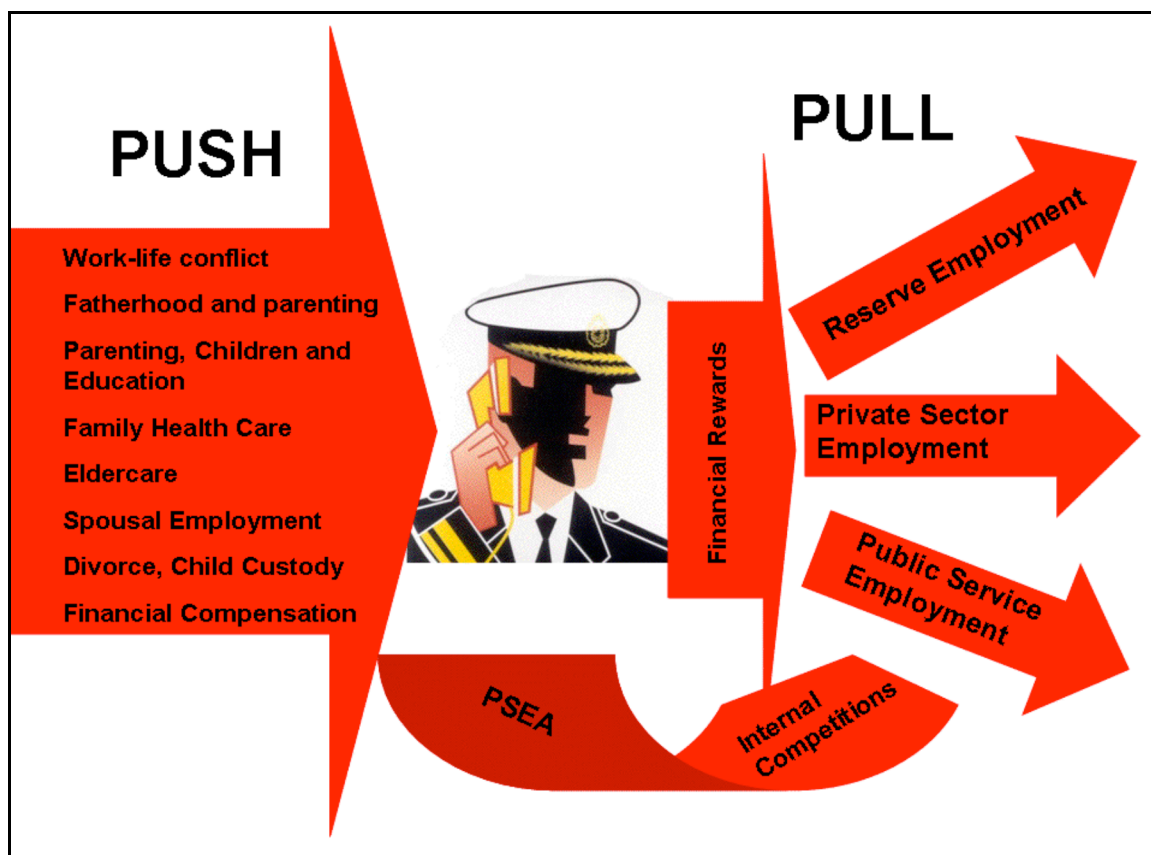 PUSH
Work-life conflict
Fatherhood and parenting
Parenting, Children and
Education
Family Health Care
Eldercare
Spousal Employment
Divorce, Child Custody
Financial Compensation
PULL
Financial Rewards
Reserve Employment
Private Sector
Employment
Public Service
Employment
PSEA
Internal
Competitions